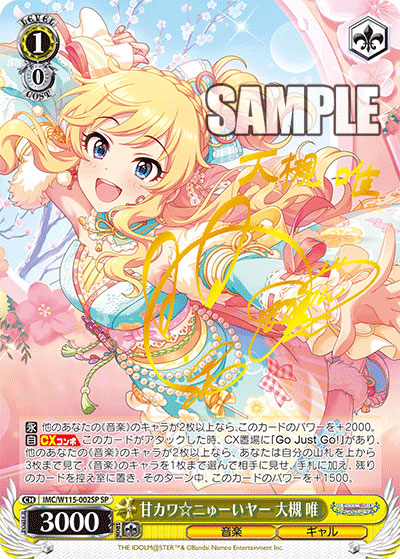 LEVEL
1
0
COST
SAMPLE
大槻 唯
永 他のあなたの《音楽》のキャラが2枚以上なら、このカードのパワーを+2000。
自 CXコンボ このカードがアタックした時、CX置場に「Go Just Go!」があり、
他のあなたの《音楽》のキャラが2枚以上なら、あなたは自分の山札を上から
3枚まで見て、《音楽》のキャラを1枚まで選んで相手に見せ、手札に加え、残り
のカードを控え室に置き、そのターン中、このカードのパワーを+1500。
CH IMC/W115-002SP SP
甘カワ☆にゅーいヤー 大槻 唯
3000
音楽 ギャル
THE IDOLM@STER™& ©Bandai Namco Entertainment Inc.